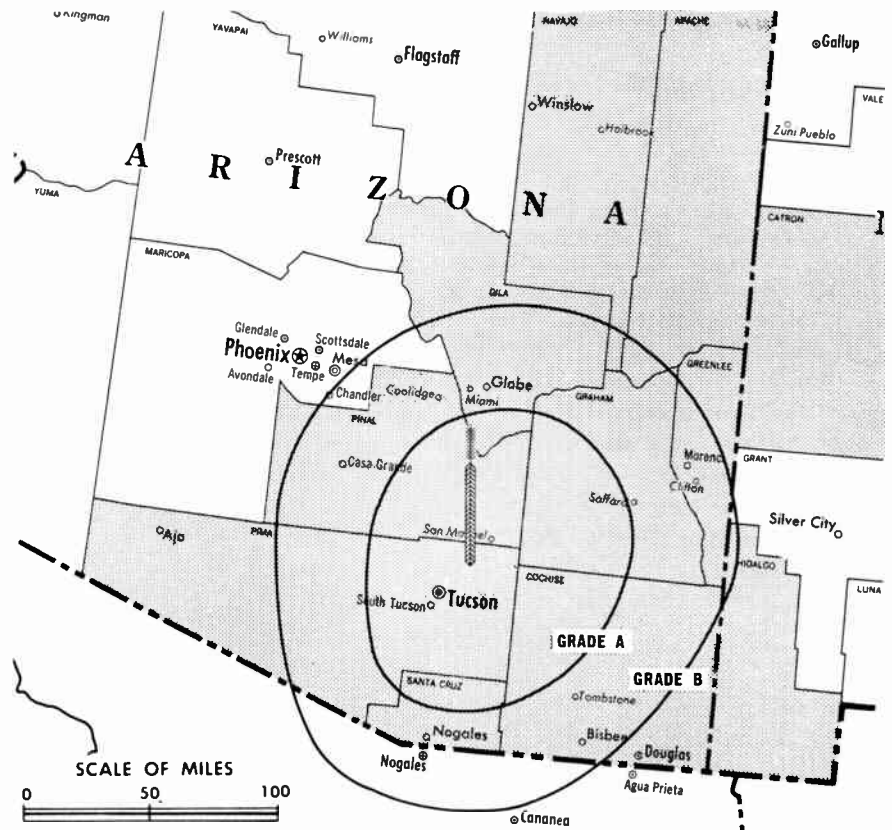 Kingman
YAVAPAI
Williams
Flagstaff
NAVAJO
APACHE
Gallup
Winslow
Holbrook
VALE
Zuni Pueblo
Prescott
ARIZONA
YUMA
CATRON
MARICOPA
GILA
Glendale
Scottsdale
Phoenix
Mesa
Tempe
Avondale
Chandler
Coolidge
Miami
Globe
GRAHAM
GREENLEE
PINAL
Casa Grande
Morenci
Clifton
GRANT
Safford
Silver City
Ajo
PIMA
San Manuel
COCHISE
HIDALGO
LUNA
South Tucson
Tucson
GRADE A
GRADE B
SANTA CRUZ
Tombstone
Nogales
Bisbee
Nogales
Douglas
Agua Prieta
Cananea
SCALE OF MILES
0 50 100